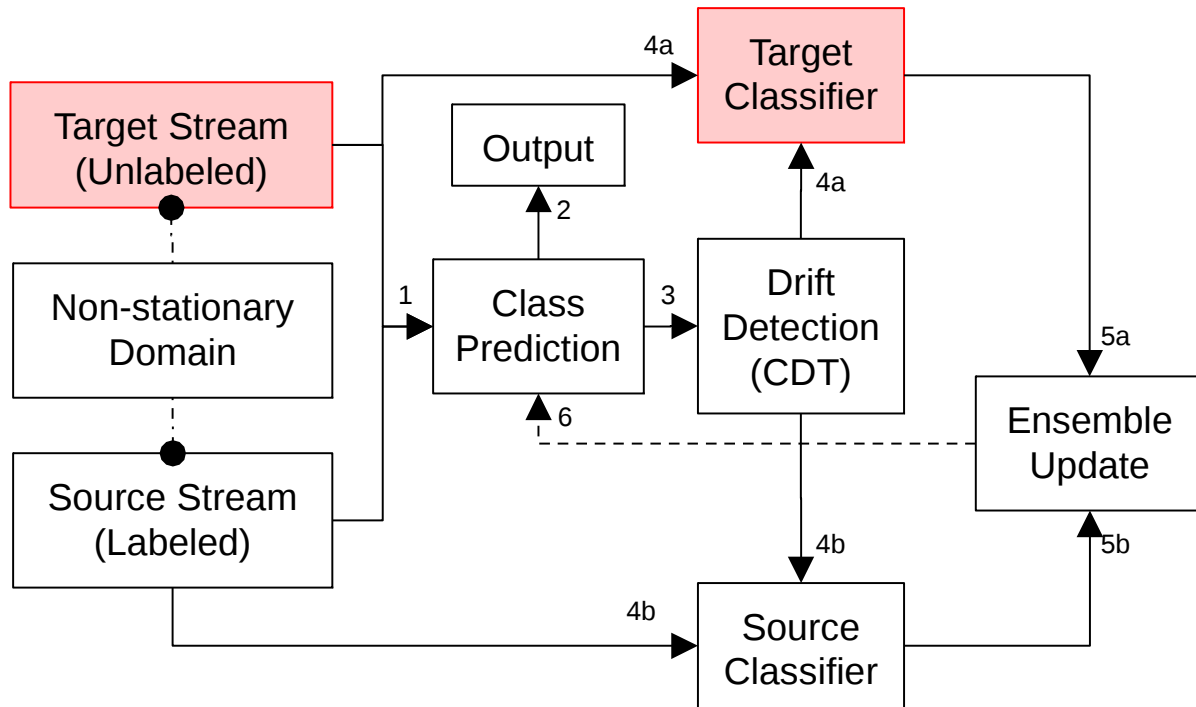 4a
Target
Classifier
Target Stream
(Unlabeled)
Output
4a
2
Non-stationary
Domain
1
Class
Prediction
3
Drift
Detection
(CDT)
5a
6
Ensemble
Update
Source Stream
(Labeled)
4b
5b
4b
Source
Classifier